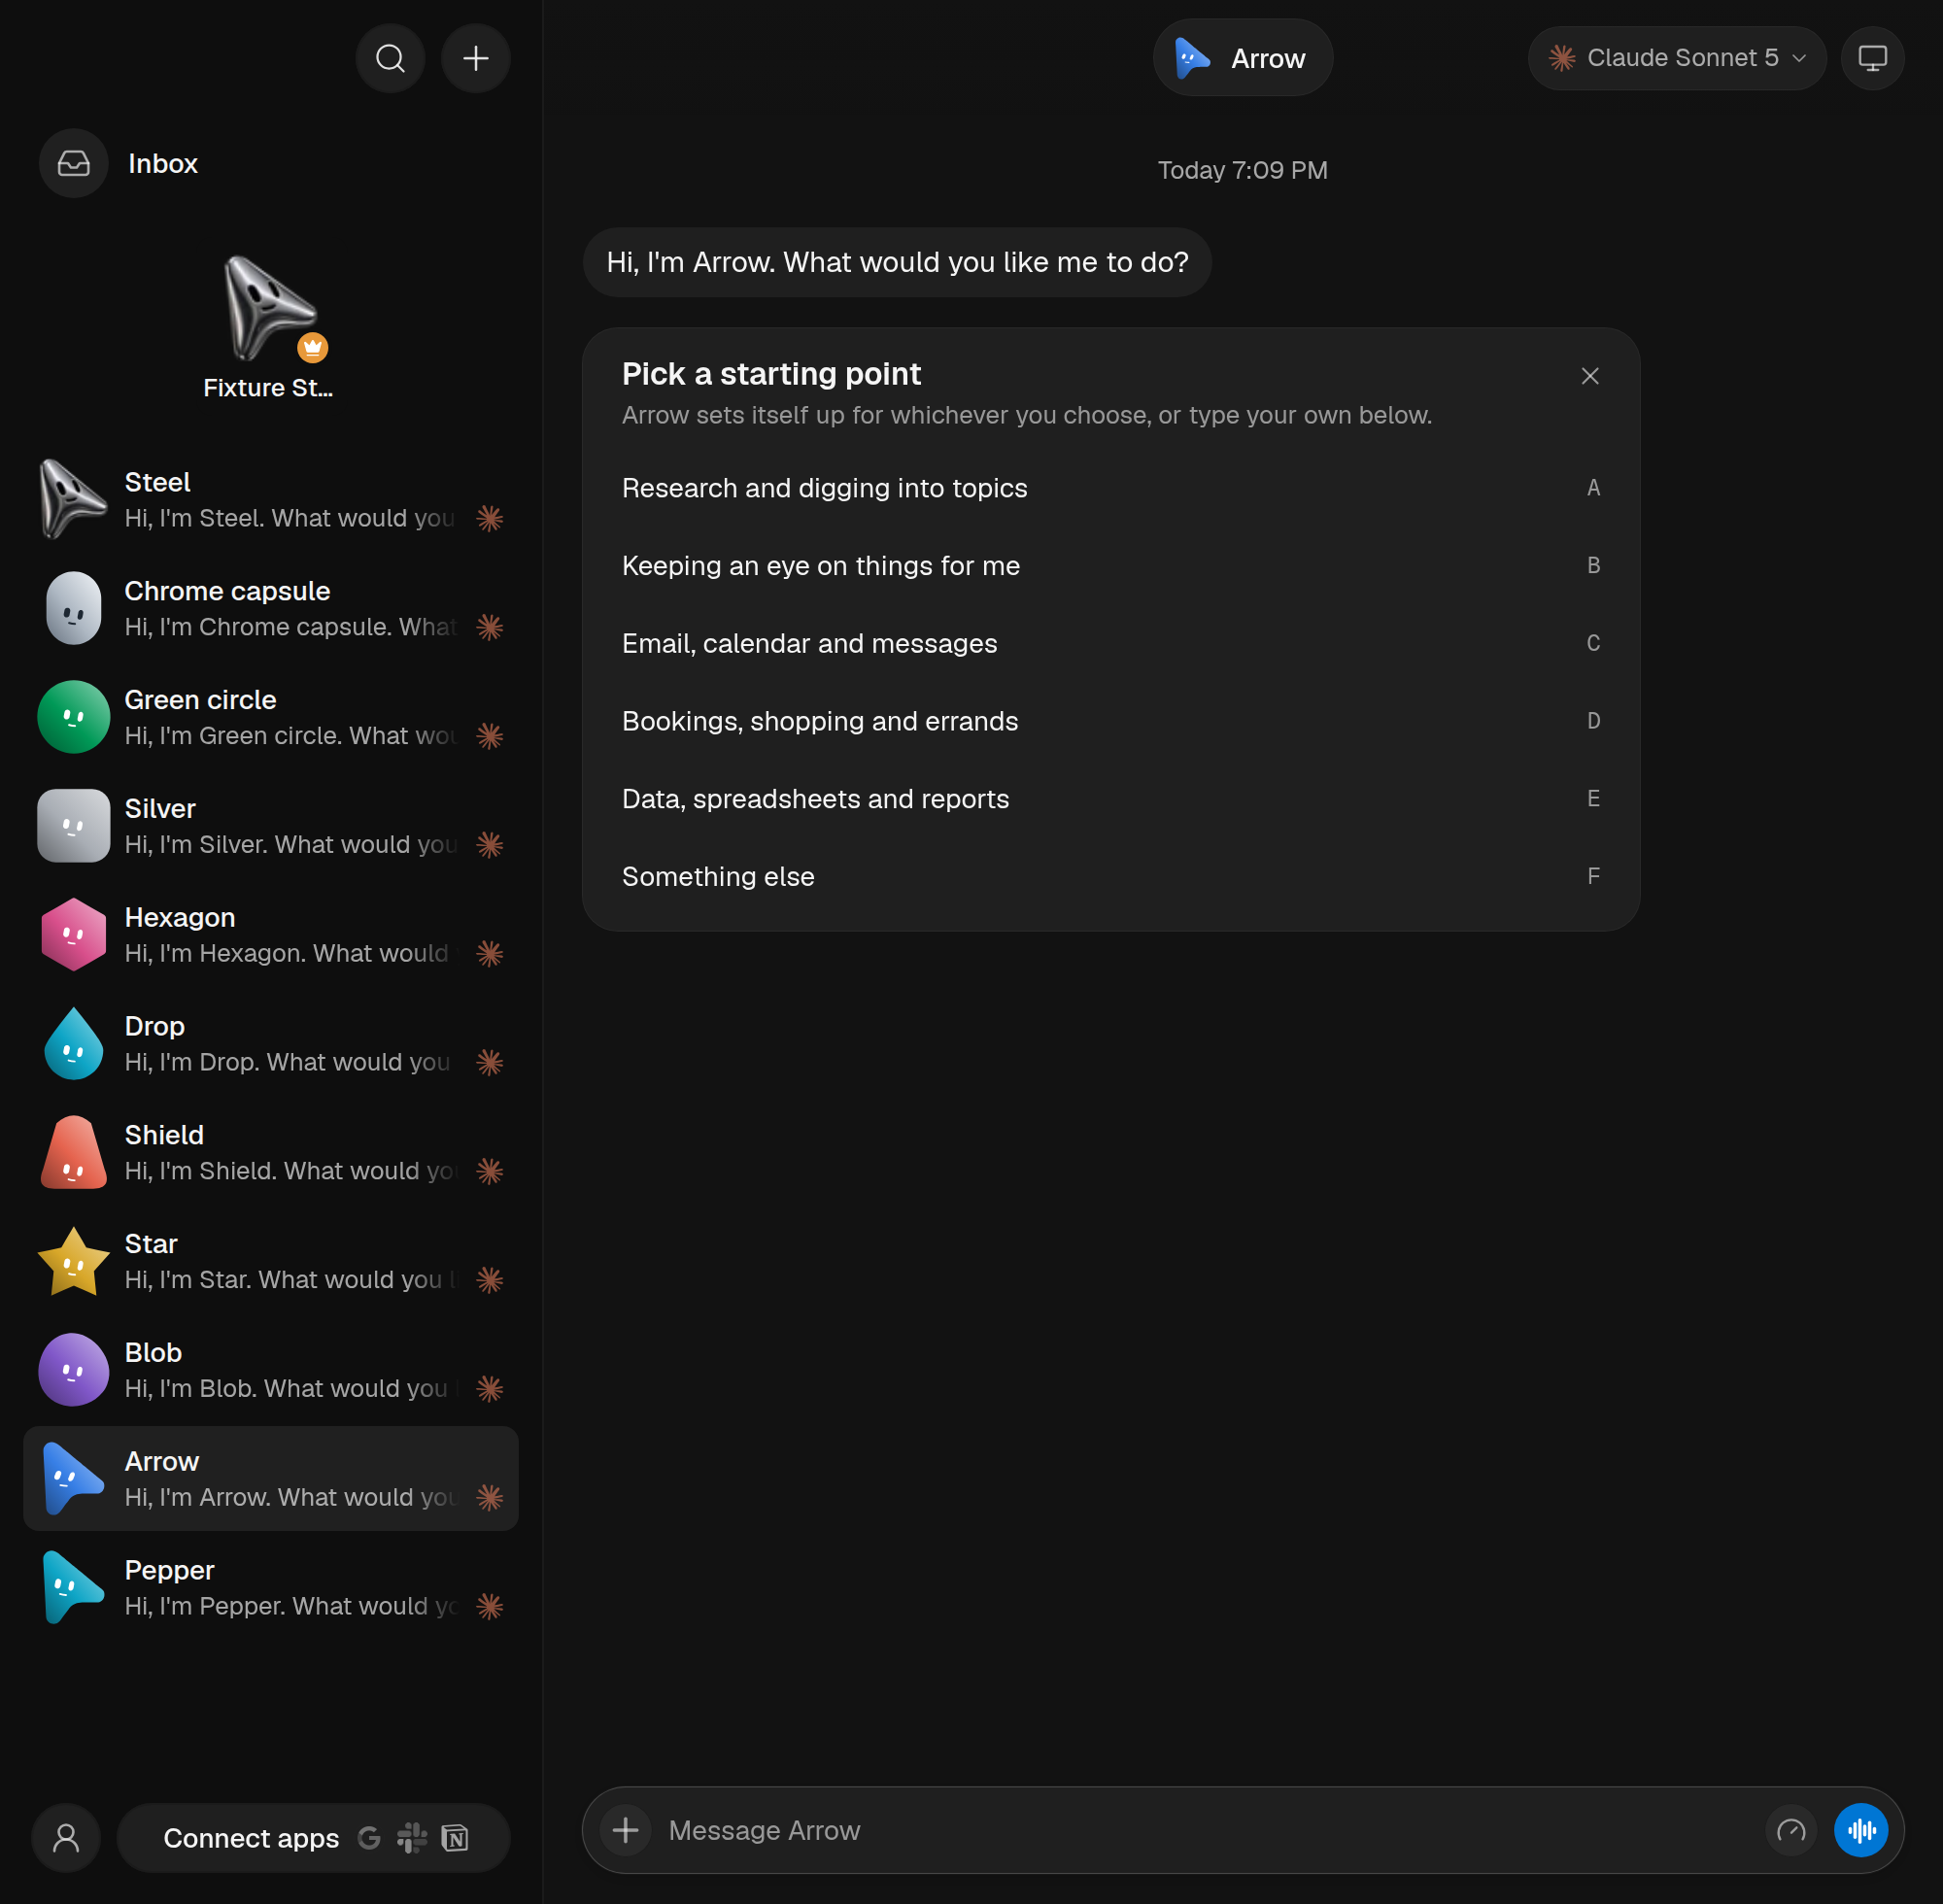 Arrow
Claude Sonnet 5
Inbox
Today 7:09 PM
Hi, I'm Arrow. What would you like me to do?
Fixture St...
Pick a starting point
Arrow sets itself up for whichever you choose, or type your own below.
Research and digging into topics A
Keeping an eye on things for me B
Email, calendar and messages C
Bookings, shopping and errands D
Data, spreadsheets and reports E
Something else F
Steel
Hi, I'm Steel. What would you
Chrome capsule
Hi, I'm Chrome capsule. What
Green circle
Hi, I'm Green circle. What wou
Silver
Hi, I'm Silver. What would you
Hexagon
Hi, I'm Hexagon. What would
Drop
Hi, I'm Drop. What would you
Shield
Hi, I'm Shield. What would yo
Star
Hi, I'm Star. What would you l
Blob
Hi, I'm Blob. What would you
Arrow
Hi, I'm Arrow. What would you
Pepper
Hi, I'm Pepper. What would yo
Connect apps
Message Arrow